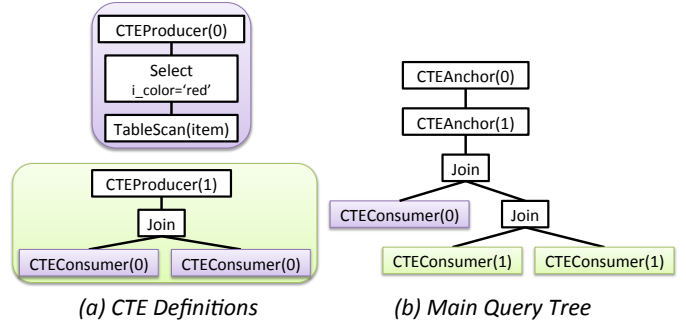 CTEProducer(0)
Select
i_color='red'
TableScan(item)
CTEProducer(1)
Join
CTEConsumer(0) CTEConsumer(0)
(a) CTE Definitions
CTEAnchor(0)
CTEAnchor(1)
Join
CTEConsumer(0) Join
CTEConsumer(1) CTEConsumer(1)
(b) Main Query Tree